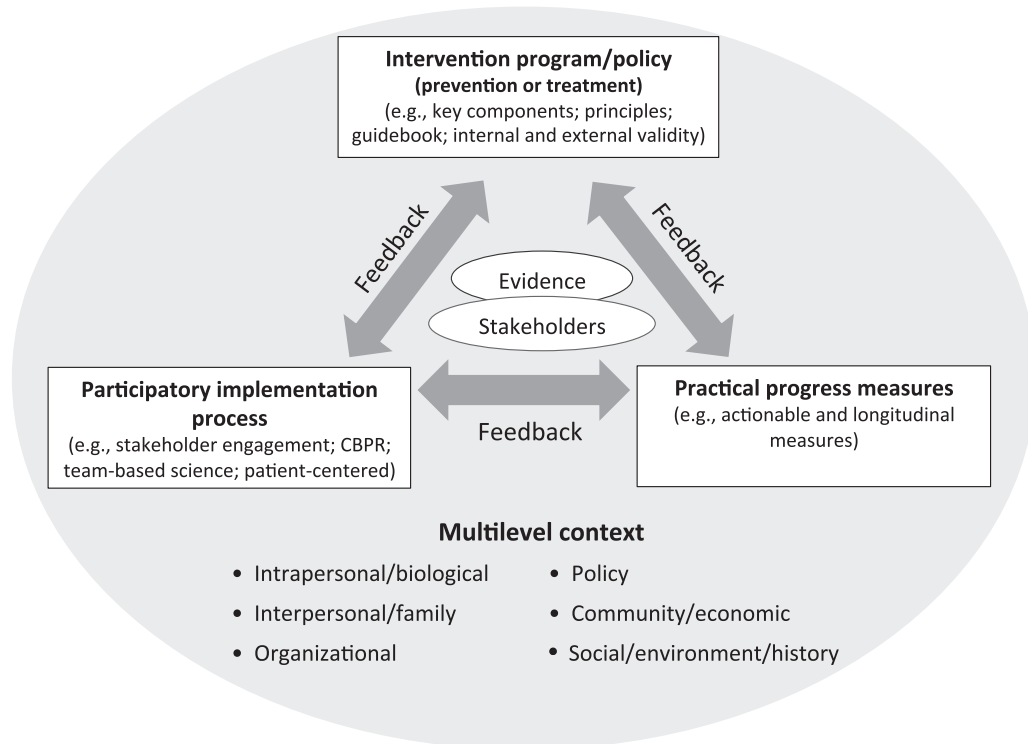 Intervention program/policy
(prevention or treatment)
(e.g., key components; principles;
guidebook; internal and external validity)
Feedback
Feedback
Evidence
Stakeholders
Participatory implementation
process
(e.g., stakeholder engagement; CBPR;
team-based science; patient-centered)
Feedback
Practical progress measures
(e.g., actionable and longitudinal
measures)
Multilevel context
• Intrapersonal/biological
• Interpersonal/family
• Organizational
• Policy
• Community/economic
• Social/environment/history